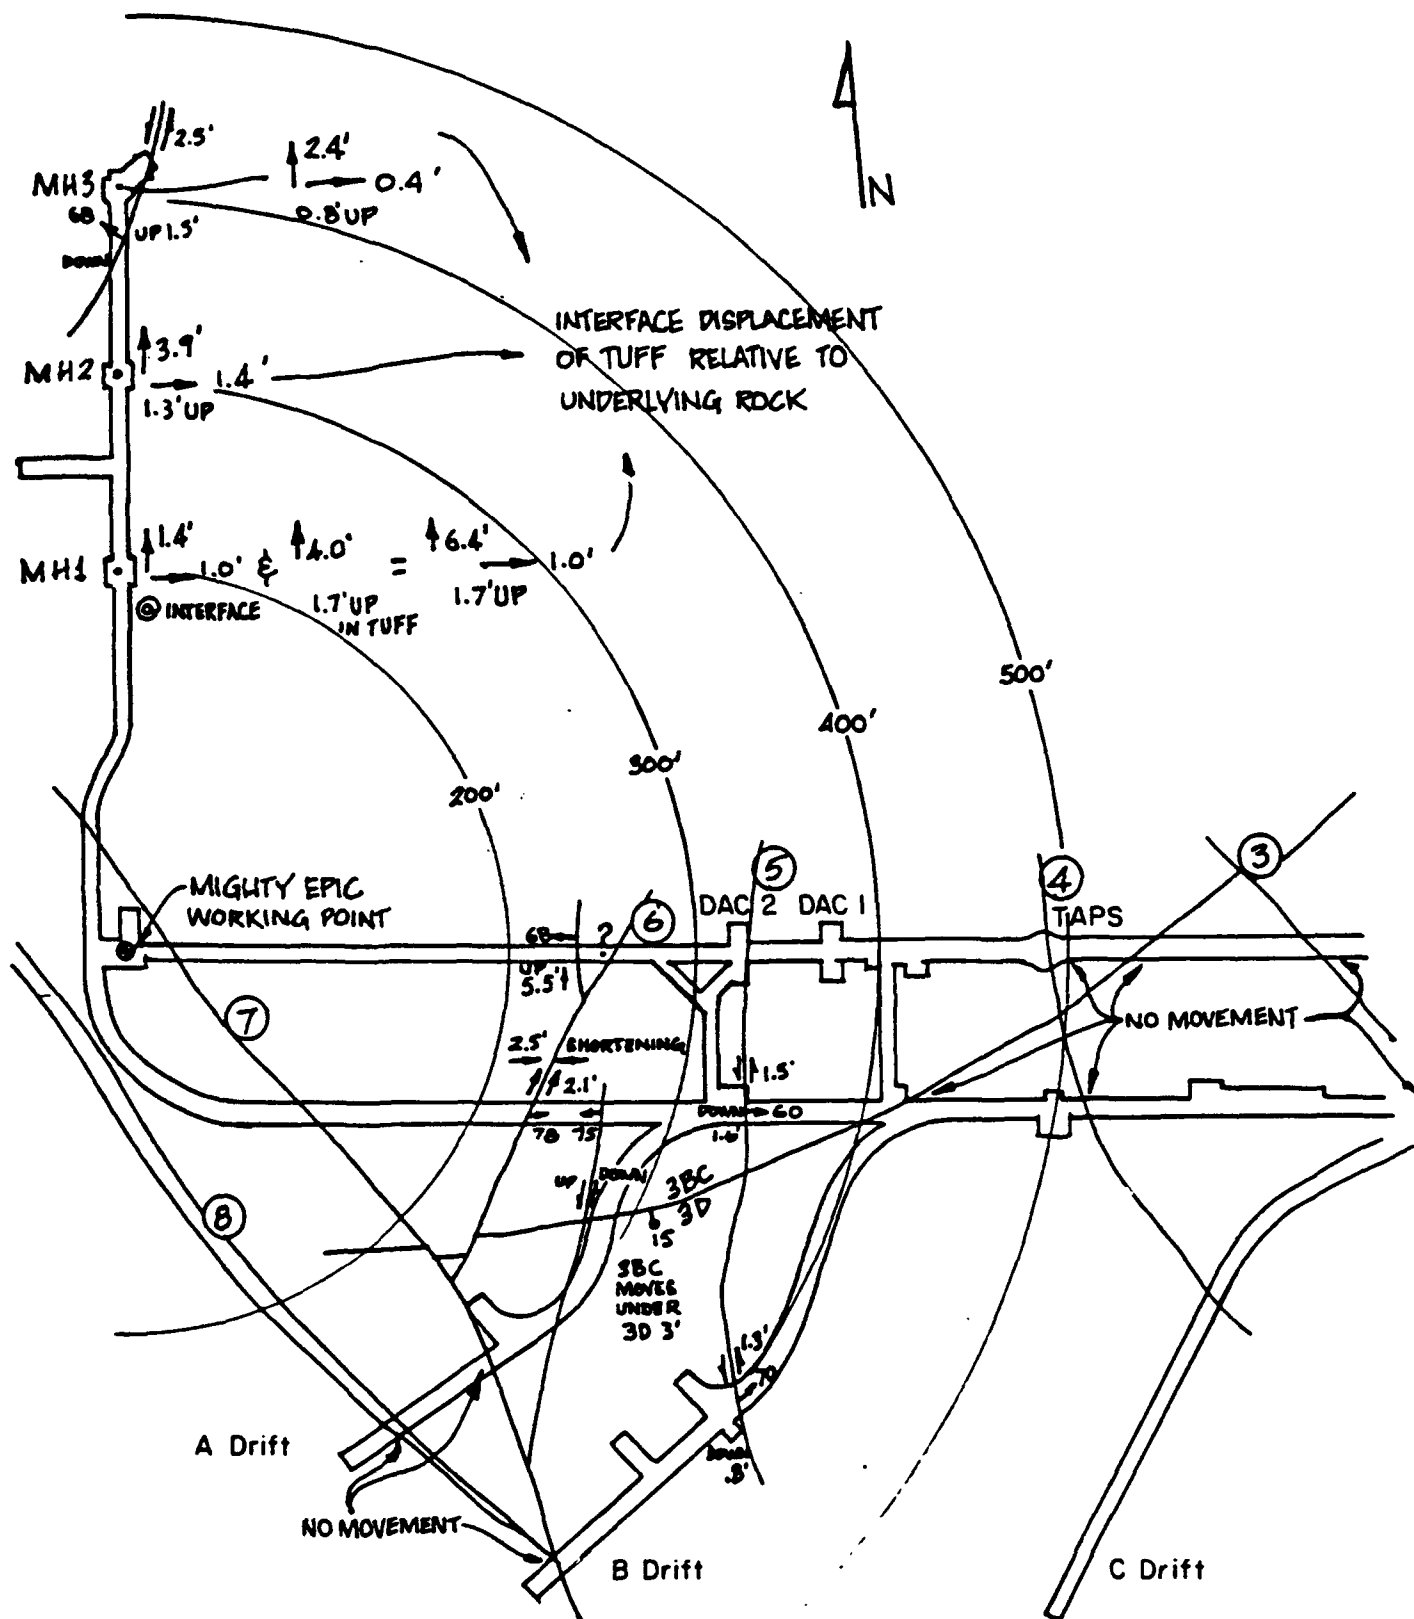 N
2.5'
MH3
2.4'
0.4'
0.8' UP
68
UP 1.5'
DOWN
INTERFACE DISPLACEMENT
OF TUFF RELATIVE TO
UNDERLYING ROCK
MH2
3.9'
1.4'
1.3' UP
MH1
1.4'
1.0' & 4.0' = 6.4' 1.0'
@ INTERFACE
1.7' UP
IN TUFF
1.7' UP
500'
400'
300'
200'
MIGHTY EPIC
WORKING POINT
3
4
5
6
7
8
DAC 2 DAC 1
TAPS
68
?
UP
5.5'±
NO MOVEMENT
2.5' SHORTENING
2.1'
1.5'
78 75
DOWN 60
1.6'
UP DOWN
3BC
3D
15
3BC
MOVES
UNDER
3D 3'
1.3'
70
DOWN
.8'
A Drift
NO MOVEMENT
B Drift
C Drift